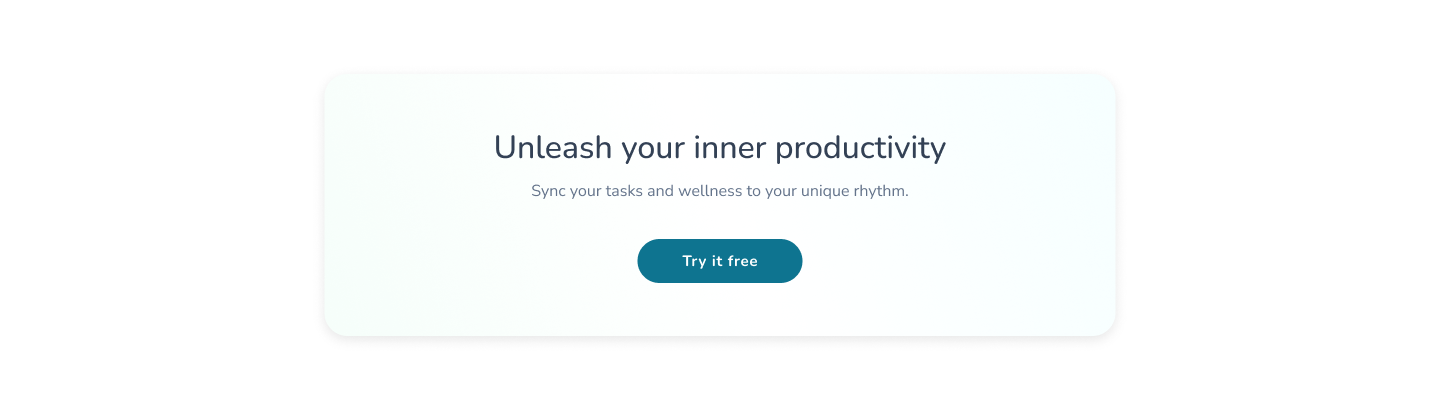 Unleash your inner productivity
Sync your tasks and wellness to your unique rhythm.
Try it free